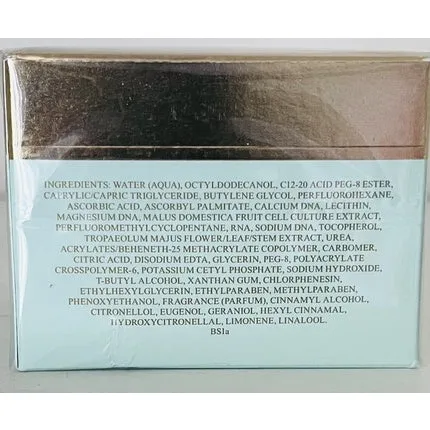 INGREDIENTS: WATER (AQUA), OCTYLDODECANOL, C12-20 ACID PEG-8 ESTER,
CAPRYLIC/CAPRIC TRIGLYCERIDE, BUTYLENE GLYCOL, PERFLUOROHEXANE,
ASCORBIC ACID, ASCORBYL PALMITATE, CALCIUM DNA, LECITHIN,
MAGNESIUM DNA, MALUS DOMESTICA FRUIT CELL CULTURE EXTRACT,
PERFLUOROMETHYLCYCLOPENTANE, RNA, SODIUM DNA, TOCOPHEROL,
TROPAEOLUM MAJUS FLOWER/LEAF/STEM EXTRACT, UREA,
ACRYLATES/BEHENETH-25 METHACRYLATE COPOLYMER, CARBOMER,
CITRIC ACID, DISODIUM EDTA, GLYCERIN, PEG-8, POLYACRYLATE
CROSSPOLYMER-6, POTASSIUM CETYL PHOSPHATE, SODIUM HYDROXIDE,
T-BUTYL ALCOHOL, XANTHAN GUM, CHLORPHENESIN,
ETHYLHEXYLGLYCERIN, ETHYLPARABEN, METHYLPARABEN,
PHENOXYETHANOL, FRAGRANCE (PARFUM), CINNAMYL ALCOHOL,
CITRONELLOL, EUGENOL, GERANIOL, HEXYL CINNAMAL,
HYDROXYCITRONELLAL, LIMONENE, LINALOOL.
BS1a